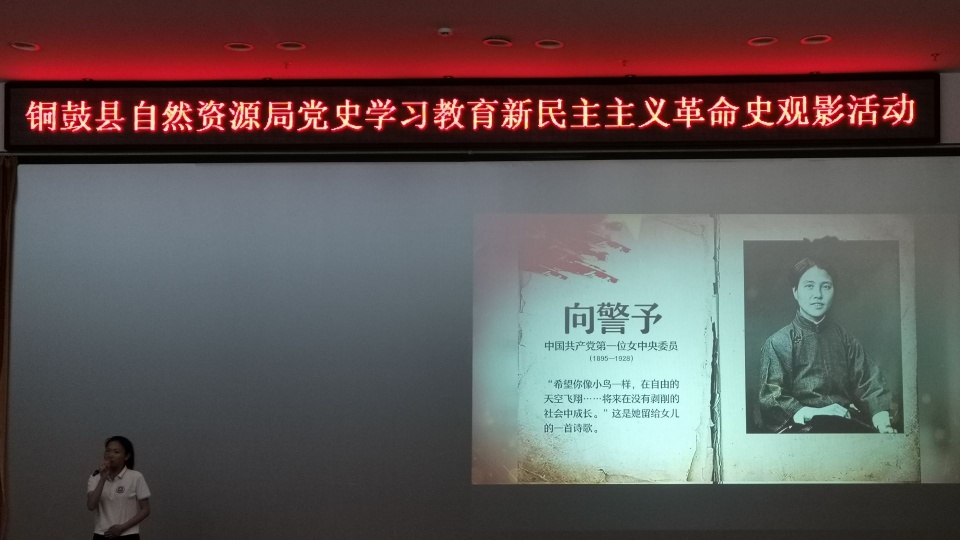 铜鼓县自然资源局党史学习教育新民主主义革命史观影活动
向警予
中国共产党第一位女中央委员
(1895—1928)
“希望你像小鸟一样，在自由的
天空飞翔……将来在没有剥削的
社会中成长。”这是她留给女儿
的一首诗歌。